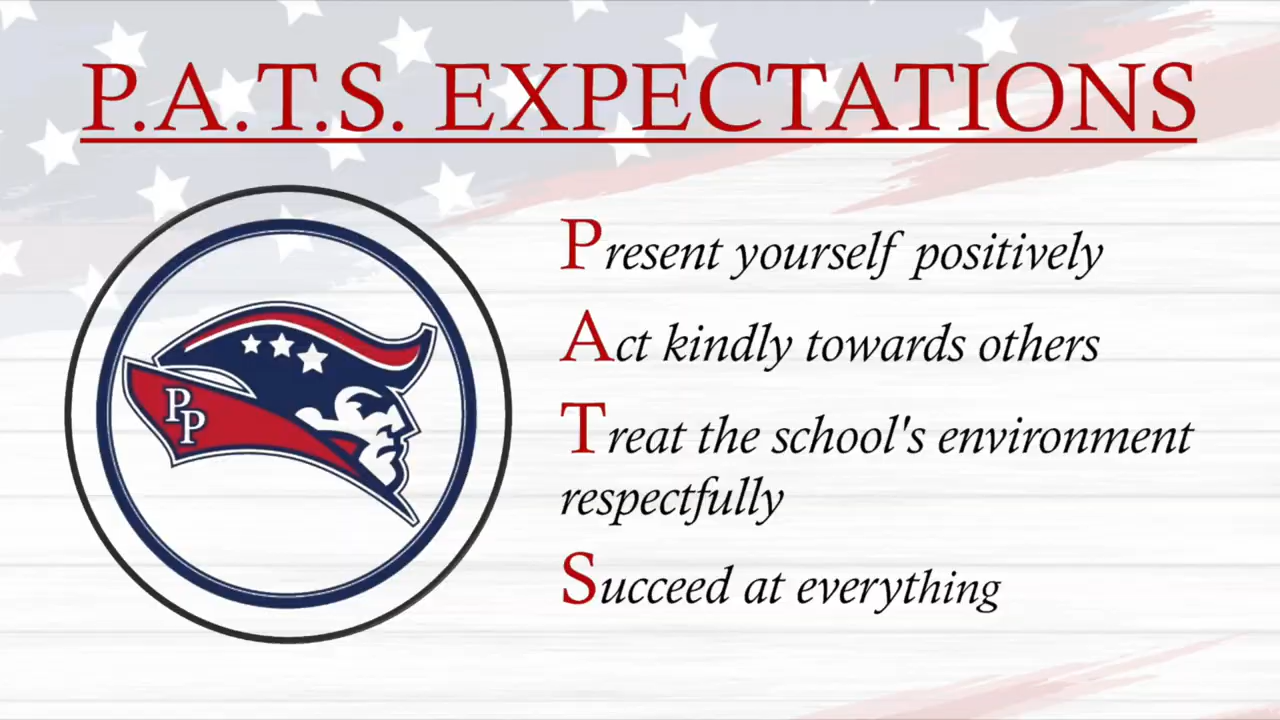 P.A.T.S. EXPECTATIONS
Present yourself positively
Act kindly towards others
Treat the school's environment
respectfully
Succeed at everything
PP